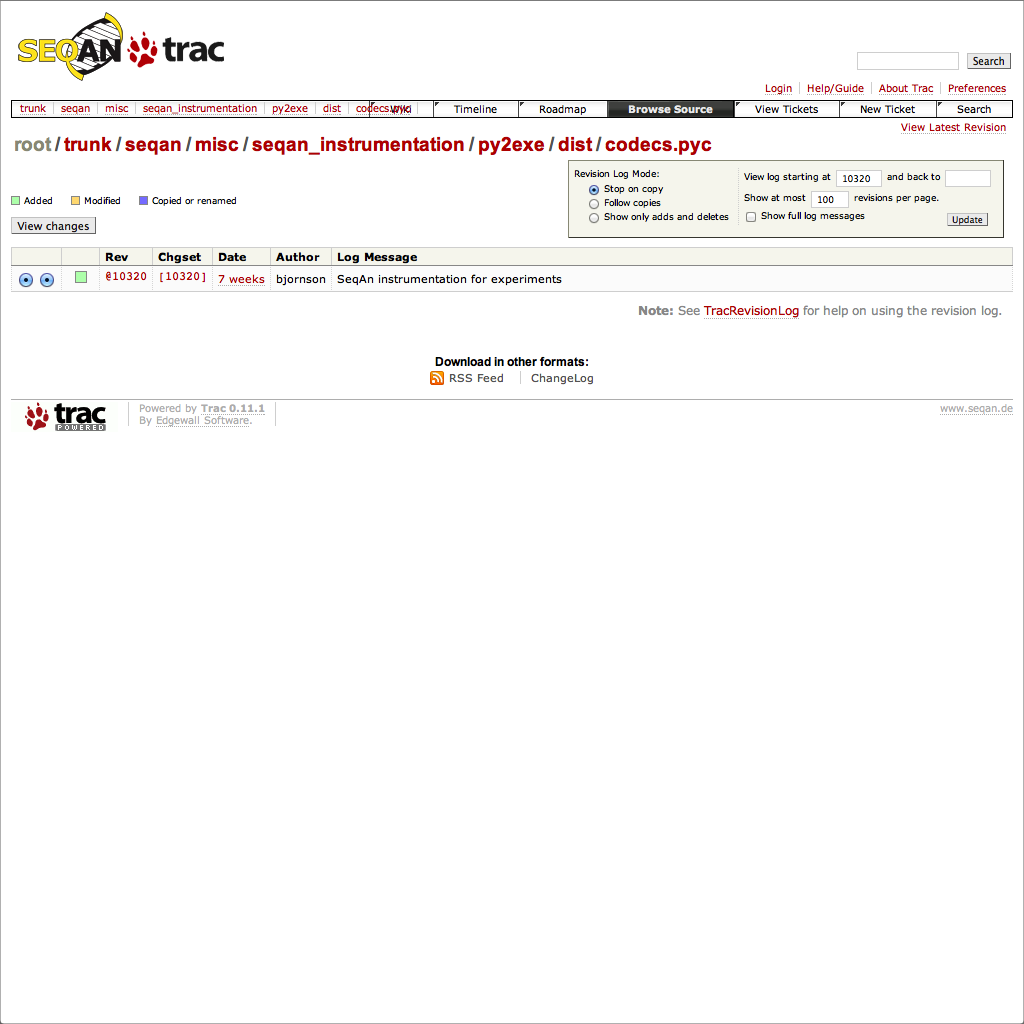 SEQAN trac
Search
Login Help/Guide About Trac Preferences
trunk seqan misc seqan_instrumentation py2exe dist codecs.pyc Wiki Timeline Roadmap Browse Source View Tickets New Ticket Search
View Latest Revision
root / trunk / seqan / misc / seqan_instrumentation / py2exe / dist / codecs.pyc
Revision Log Mode:
Stop on copy
Follow copies
Show only adds and deletes
View log starting at 10320 and back to
Show at most 100 revisions per page.
Show full log messages
Update
Added Modified Copied or renamed
View changes
Rev Chgset Date Author Log Message
@10320 [10320] 7 weeks bjornson SeqAn instrumentation for experiments
Note: See TracRevisionLog for help on using the revision log.
Download in other formats:
RSS Feed ChangeLog
trac POWERED
Powered by Trac 0.11.1
By Edgewall Software.
www.seqan.de